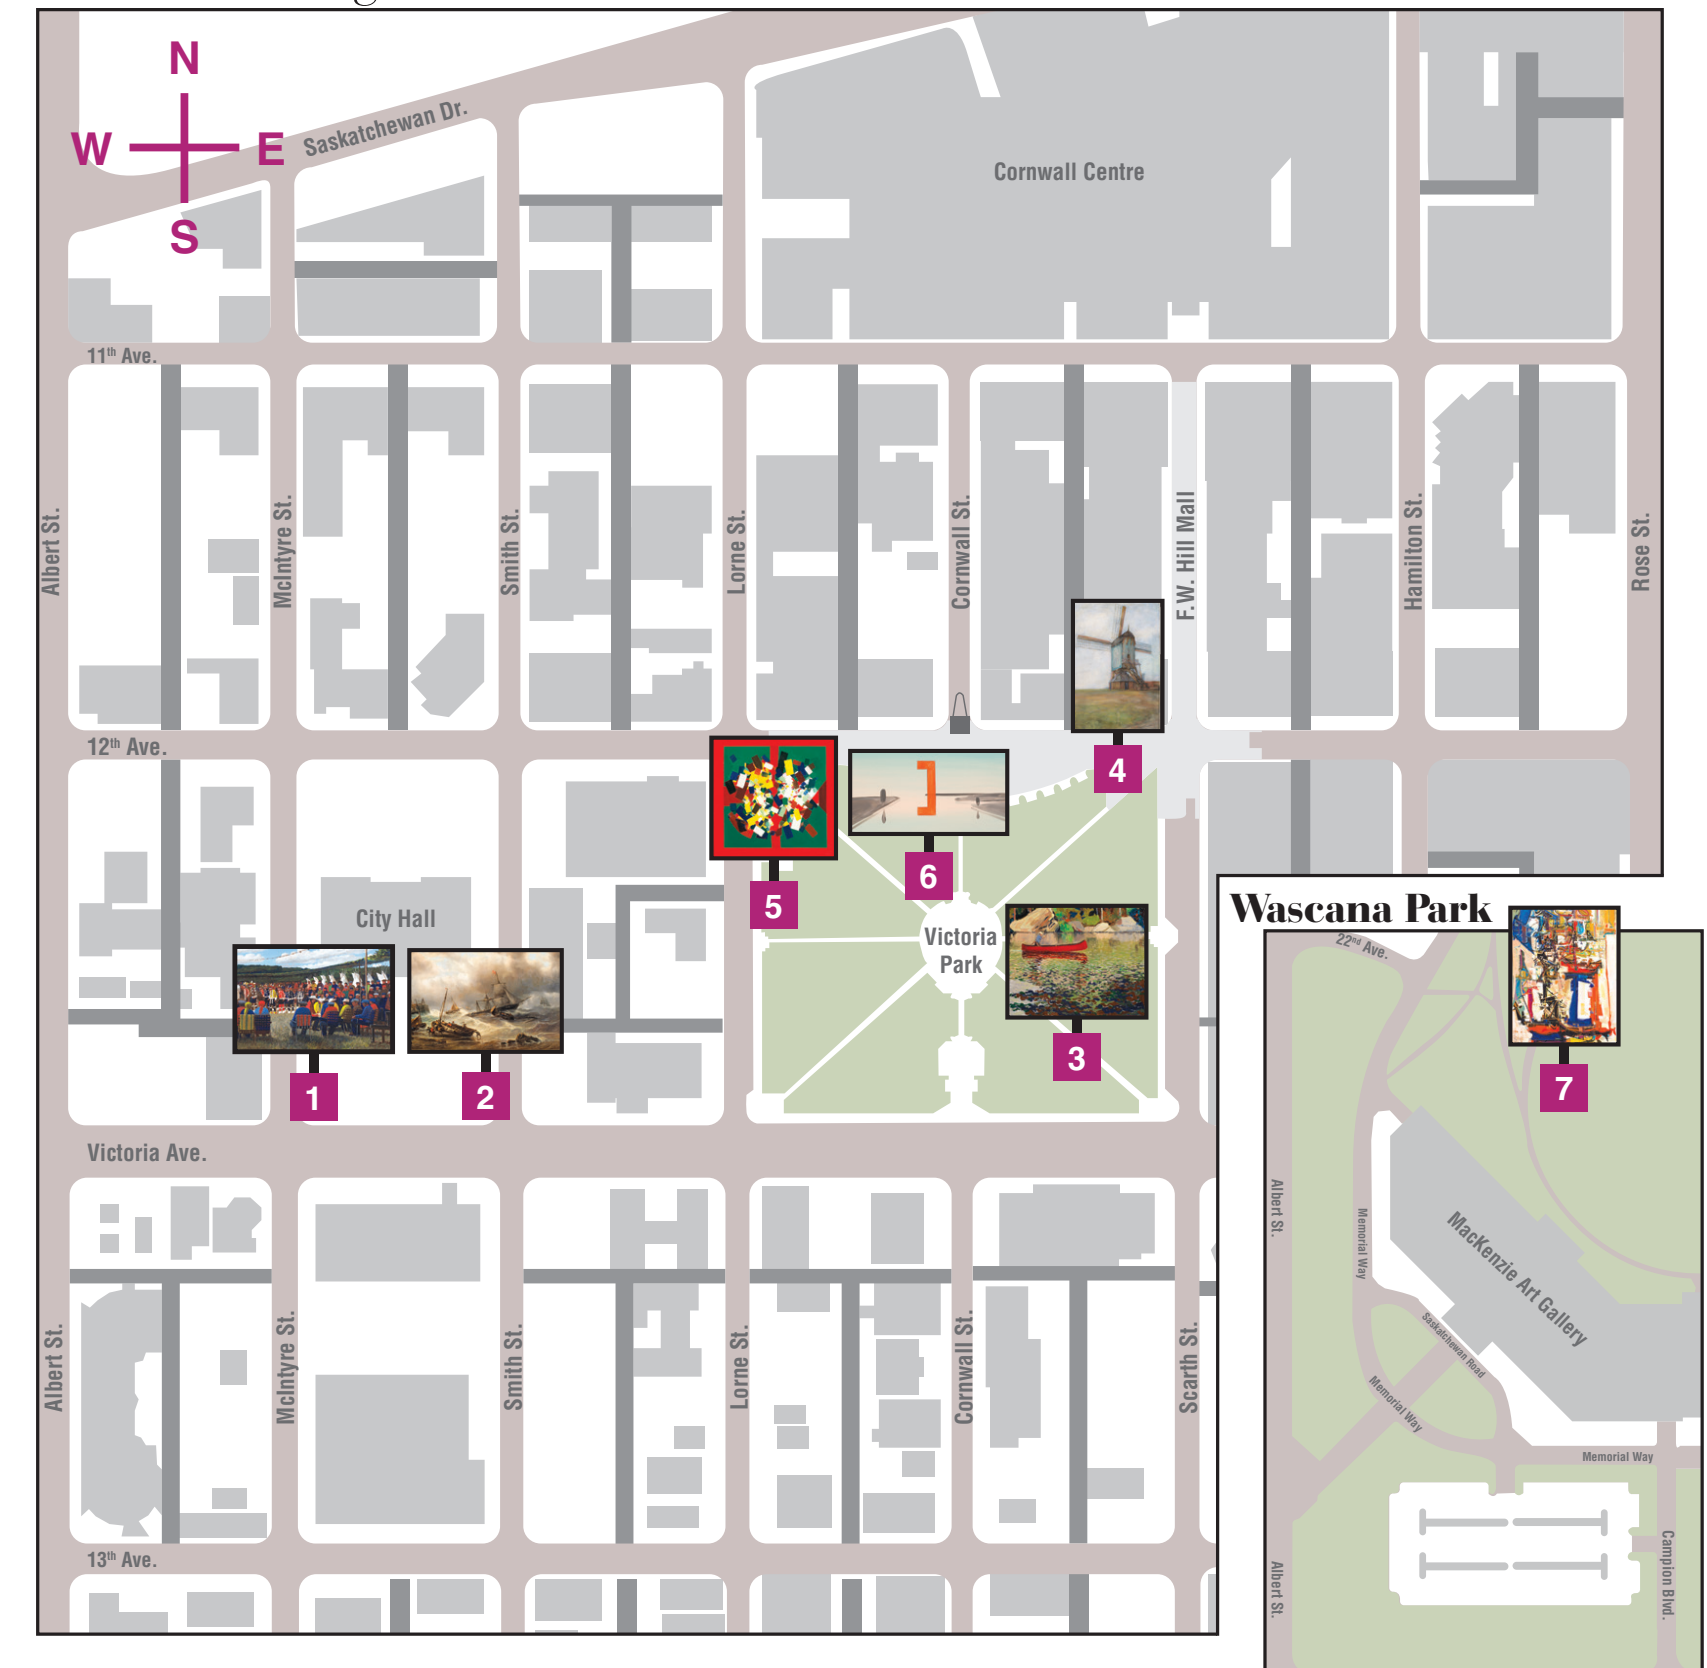 g
N
W E
S
Saskatchewan Dr.
Cornwall Centre
11th Ave.
Albert St.
McIntyre St.
Smith St.
Lorne St.
Cornwall St.
F.W. Hill Mall
Hamilton St.
Rose St.
12th Ave.
4
5
6
City Hall
Victoria
Park
3
1
2
Victoria Ave.
Albert St.
McIntyre St.
Smith St.
Lorne St.
Cornwall St.
Scarth St.
13th Ave.
Wascana Park
22nd Ave.
7
Albert St.
Memorial Way
MacKenzie Art Gallery
Saskatchewan Road
Memorial Way
Memorial Way
Albert St.
Campion Blvd.